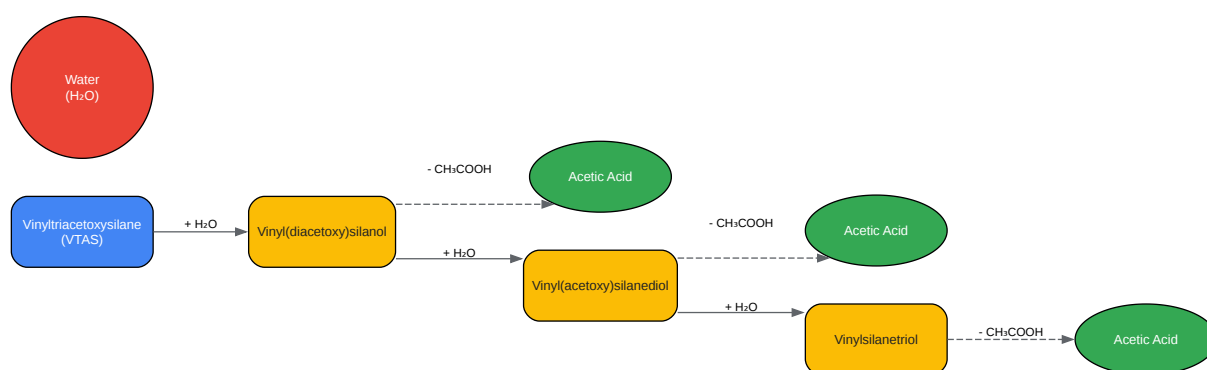 Water
(H₂O)
- CH₃COOH
Acetic Acid
Vinyltriacetoxysilane
(VTAS)
+ H₂O
Vinyl(diacetoxy)silanol
- CH₃COOH
Acetic Acid
+ H₂O
Vinyl(acetoxy)silanediol
+ H₂O
Vinylsilanetriol
- CH₃COOH
Acetic Acid